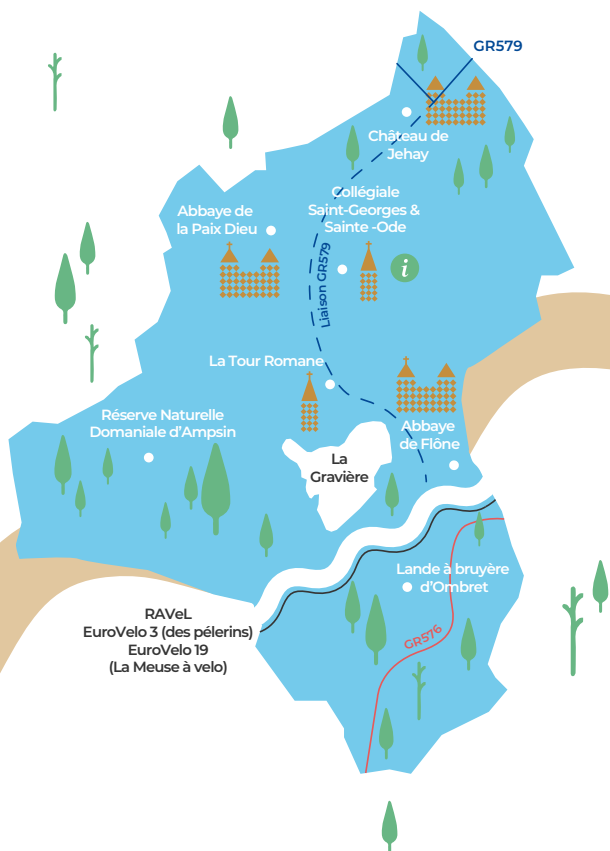 GR579
Château de
Jehay
Collégiale
Saint-Georges &
Sainte -Ode
Abbaye de
la Paix Dieu
i
Liaison GR579
La Tour Romane
Abbaye
de Flône
Réserve Naturelle
Domaniale d'Ampsin
La
Gravière
Lande à bruyère
d'Ombret
RAVeL
EuroVelo 3 (des pélerins)
EuroVelo 19
(La Meuse à velo)
GR576